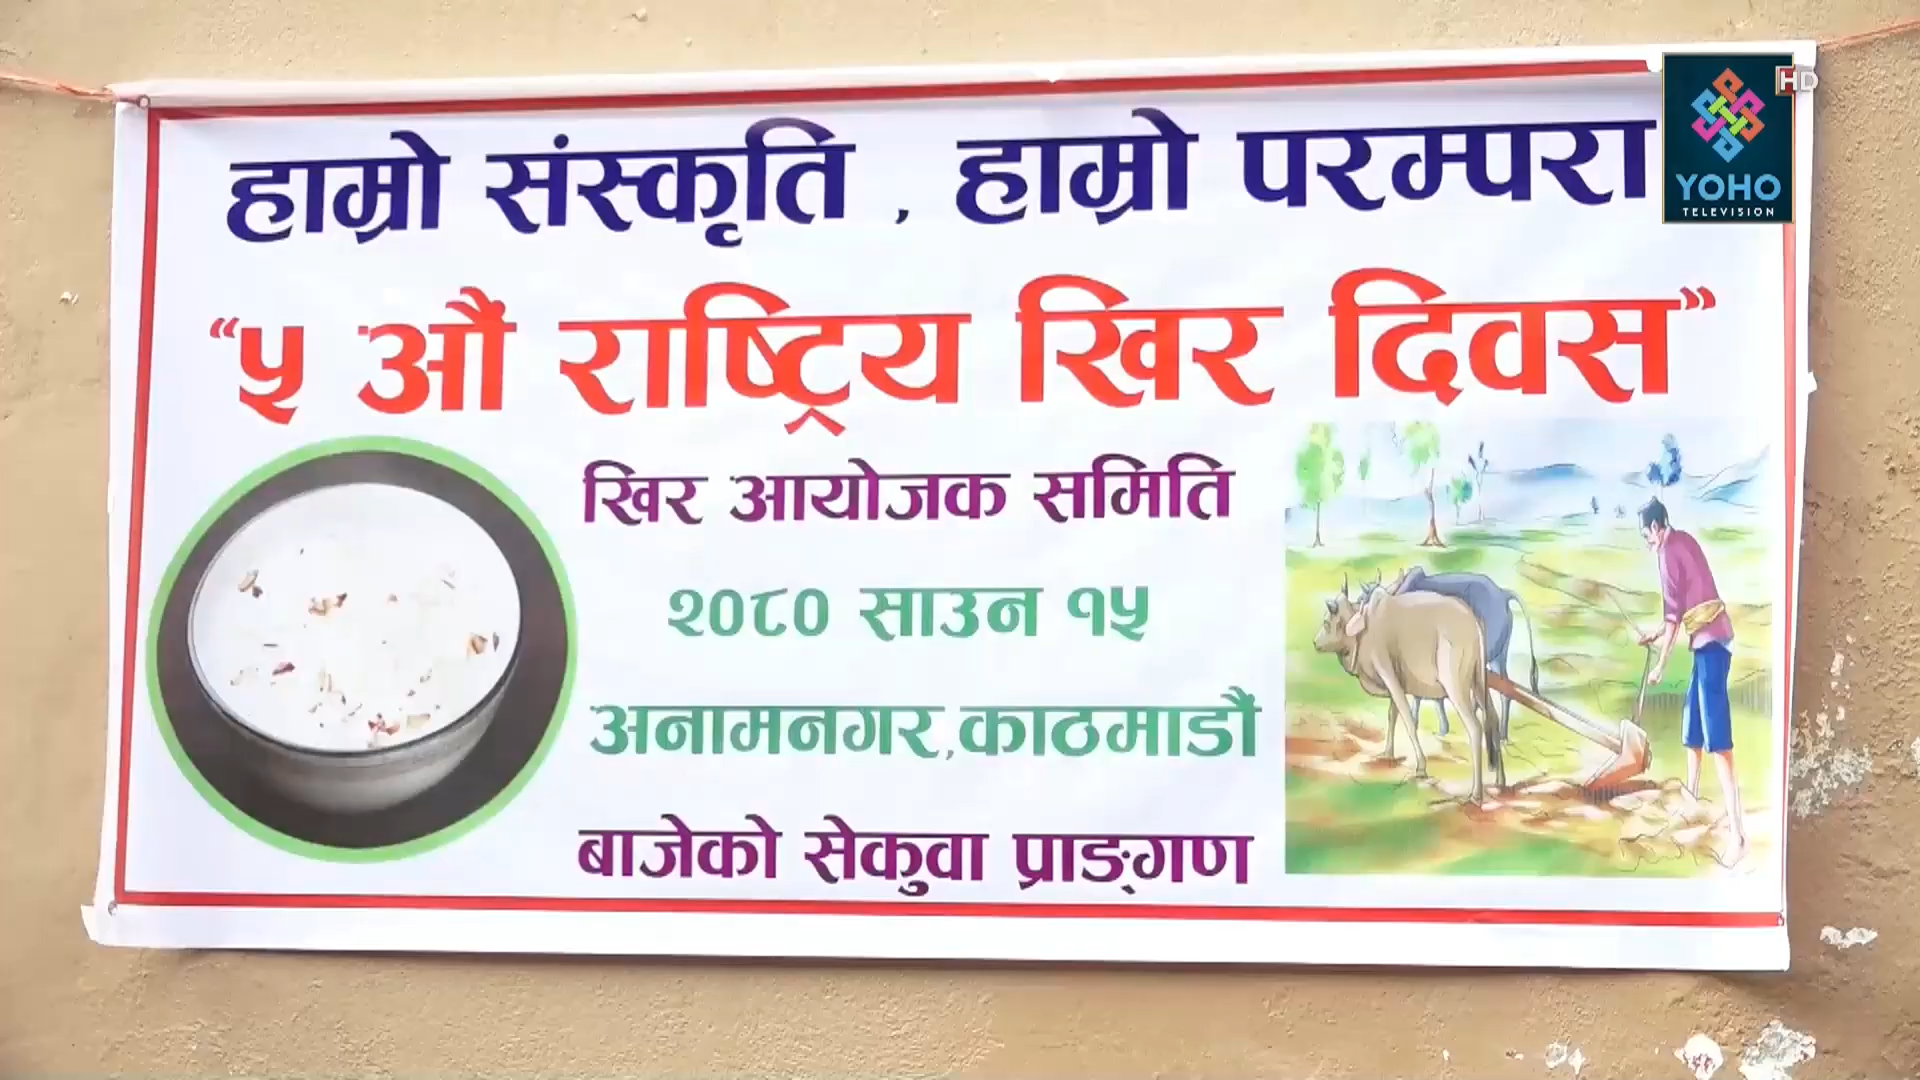 हाम्रो संस्कृति , हाम्रो परम्परा
“५ औं राष्ट्रिय खिर दिवस”
खिर आयोजक समिति
२०८० साउन १५
अनामनगर,काठमाडौं
बाजेको सेकुवा प्राङ्गण
HD
YOHO
TELEVISION